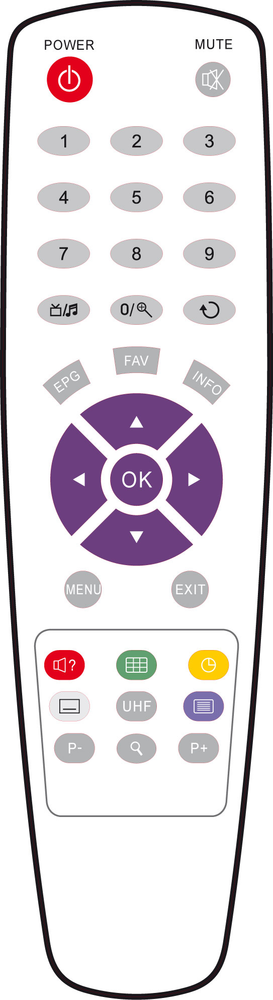 POWER MUTE
1 2 3
4 5 6
7 8 9
/ 0/
FAV
EPG INFO
OK
MENU EXIT
?
UHF
P- P+